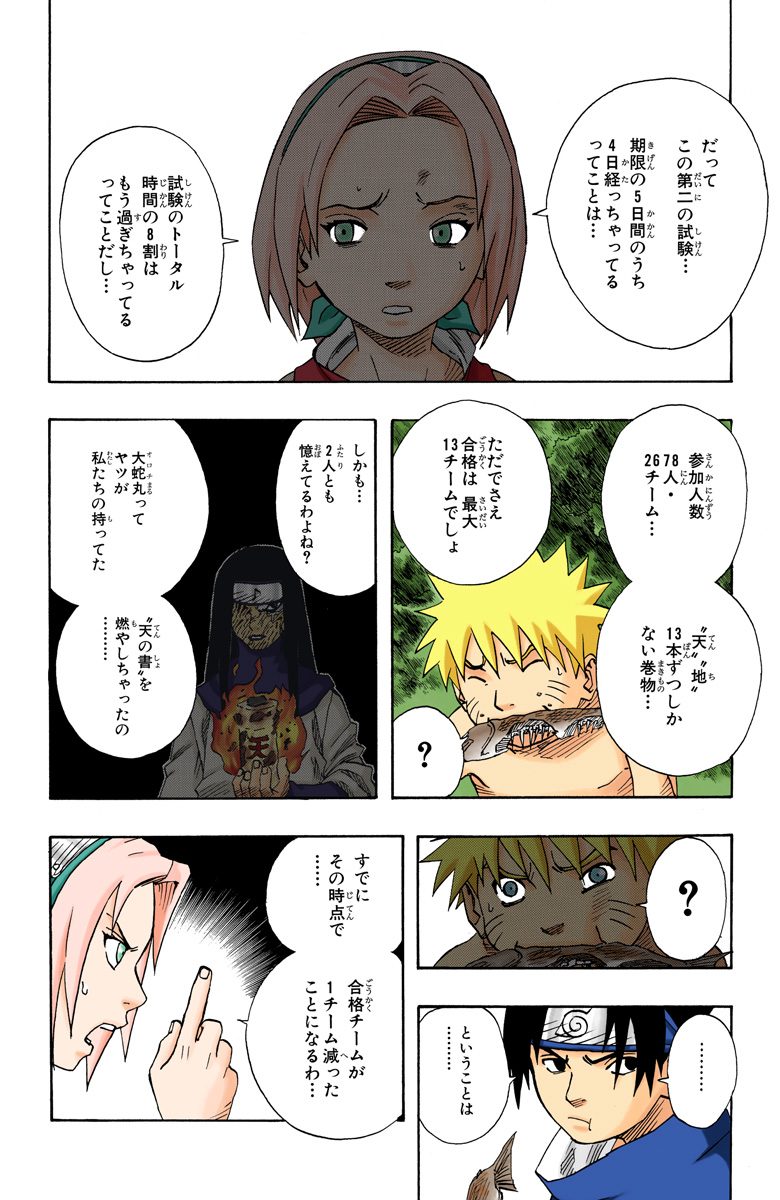 だって
この第二の試験…
期限の5日間のうち
4日経っちゃってる
ってことは…
試験のトータル
時間の8割は
もう過ぎちゃってる
ってことだし…
参加人数
78人・
26チーム…
〝天〟〝地〟
13本ずつしか
ない巻物…
ただでさえ
合格は 最大
13チームでしょ
?
しかも…
2人とも
憶えてるわよね?
大蛇丸って
ヤツが
私たちの持ってた
〝天の書〟を
燃やしちゃったの
………
天
?
………
………
ということは
すでに
その時点で
……
合格チームが
1チーム減った
ことになるわ…